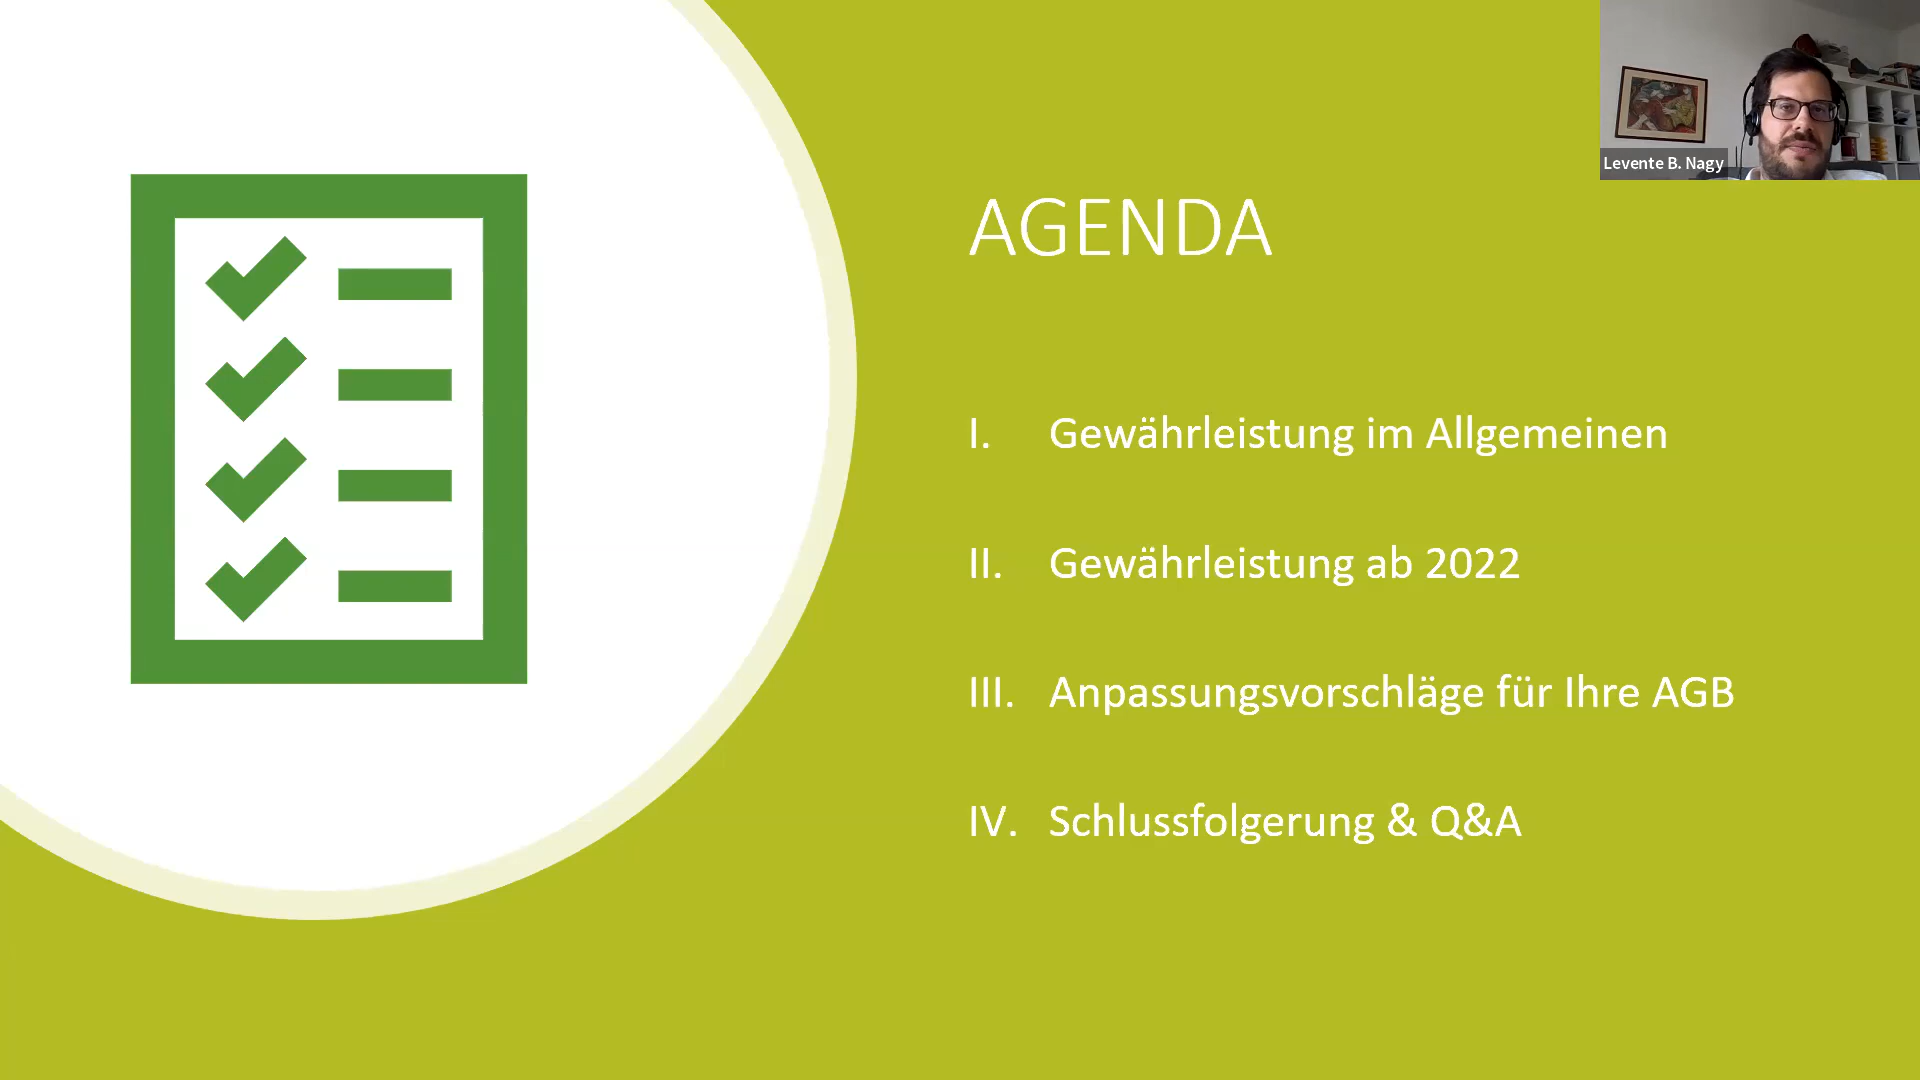 Levente B. Nagy
AGENDA
I. Gewährleistung im Allgemeinen
II. Gewährleistung ab 2022
III. Anpassungsvorschläge für Ihre AGB
IV. Schlussfolgerung & Q&A